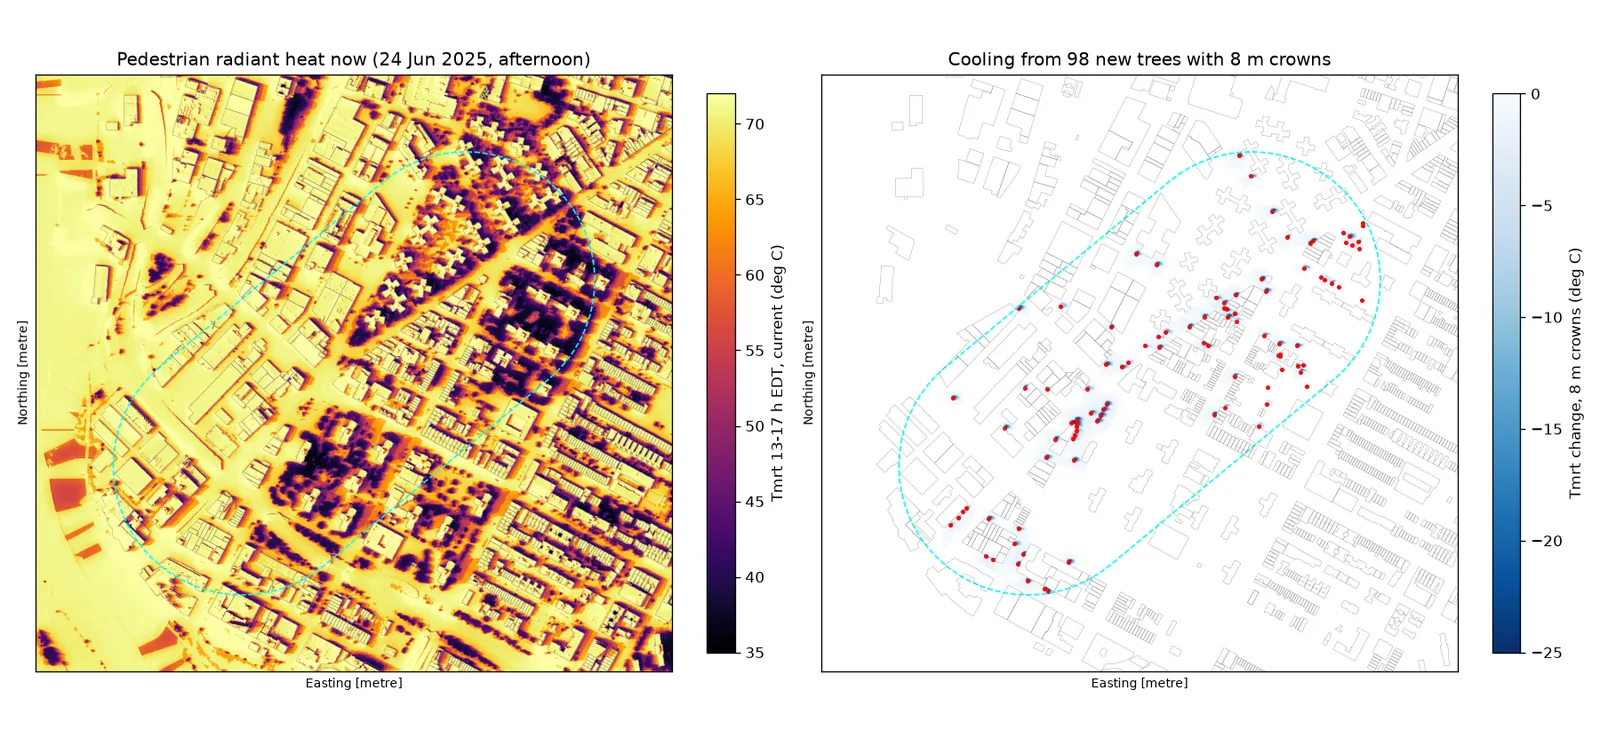 Pedestrian radiant heat now (24 Jun 2025, afternoon)
Northing [metre]
Easting [metre]
70
65
60
55
50
45
40
35
Tmrt 13-17 h EDT, current (deg C)
Cooling from 98 new trees with 8 m crowns
Northing [metre]
Easting [metre]
0
−5
−10
−15
−20
−25
Tmrt change, 8 m crowns (deg C)